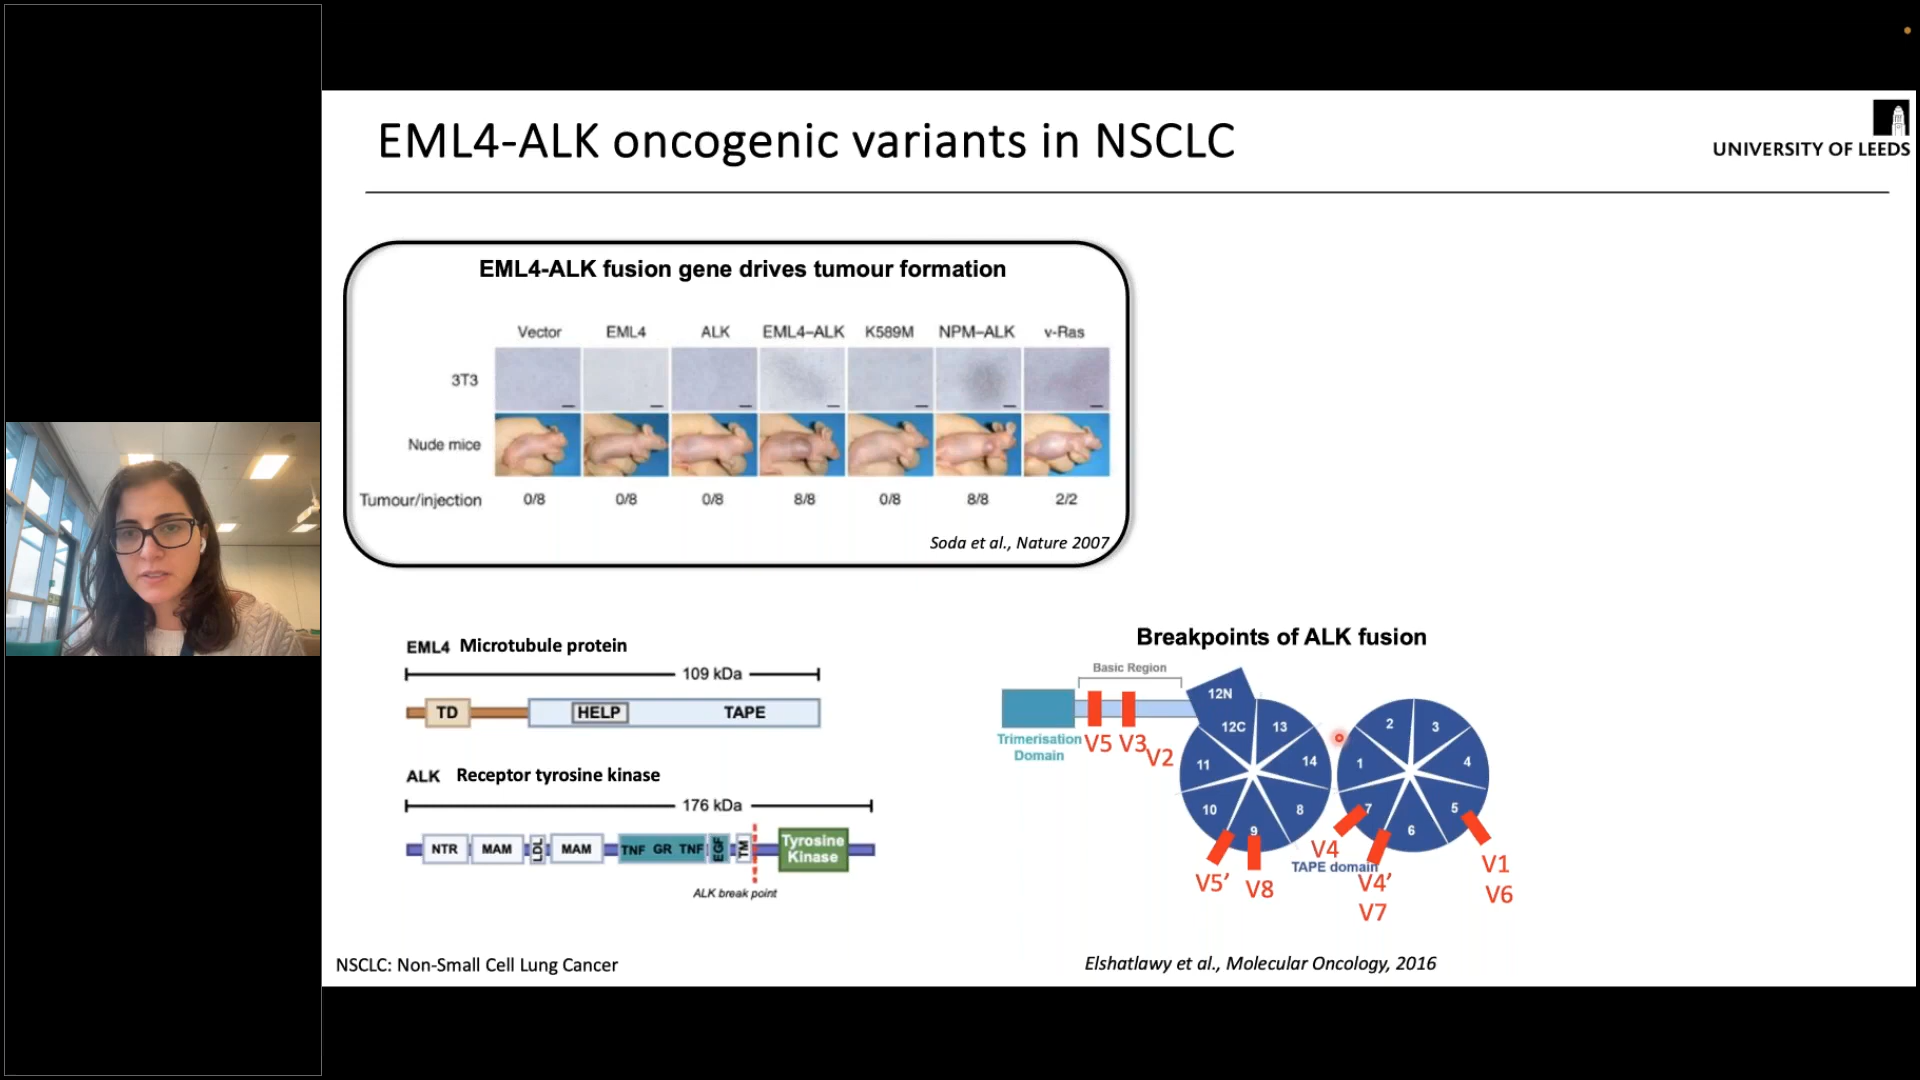 EML4-ALK oncogenic variants in NSCLC
UNIVERSITY OF LEEDS
EML4-ALK fusion gene drives tumour formation
Vector EML4 ALK EML4–ALK K589M NPM–ALK v-Ras
3T3
Nude mice
Tumour/injection 0/8 0/8 0/8 8/8 0/8 8/8 2/2
Soda et al., Nature 2007
EML4 Microtubule protein
109 kDa
TD HELP TAPE
ALK Receptor tyrosine kinase
176 kDa
NTR MAM LDL MAM TNF GR TNF EGF TM Tyrosine
Kinase
ALK break point
Breakpoints of ALK fusion
Basic Region
Trimerisation
Domain
V5 V3
V2
12N
12C 13
11 14
10 8
9
2 3
1 4
7 5
6
V5’ V8
V4
TAPE domain
V4’
V7
V1
V6
NSCLC: Non-Small Cell Lung Cancer
Elshatlawy et al., Molecular Oncology, 2016